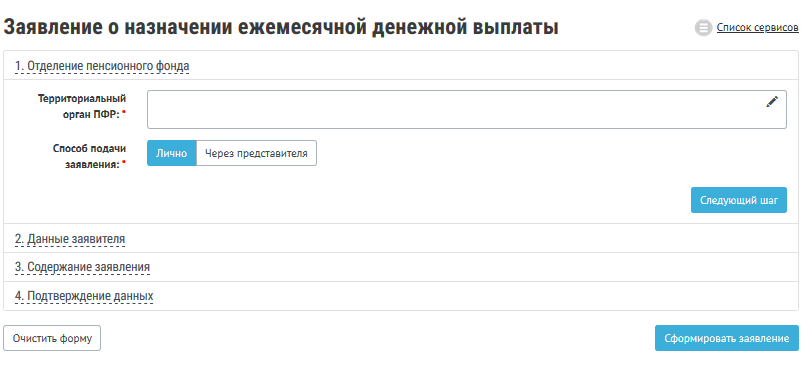 Заявление о назначении ежемесячной денежной выплаты
Список сервисов
1. Отделение пенсионного фонда
Территориальный
орган ПФР: *
Способ подачи
заявления: *
Лично Через представителя
Следующий шаг
2. Данные заявителя
3. Содержание заявления
4. Подтверждение данных
Очистить форму
Сформировать заявление